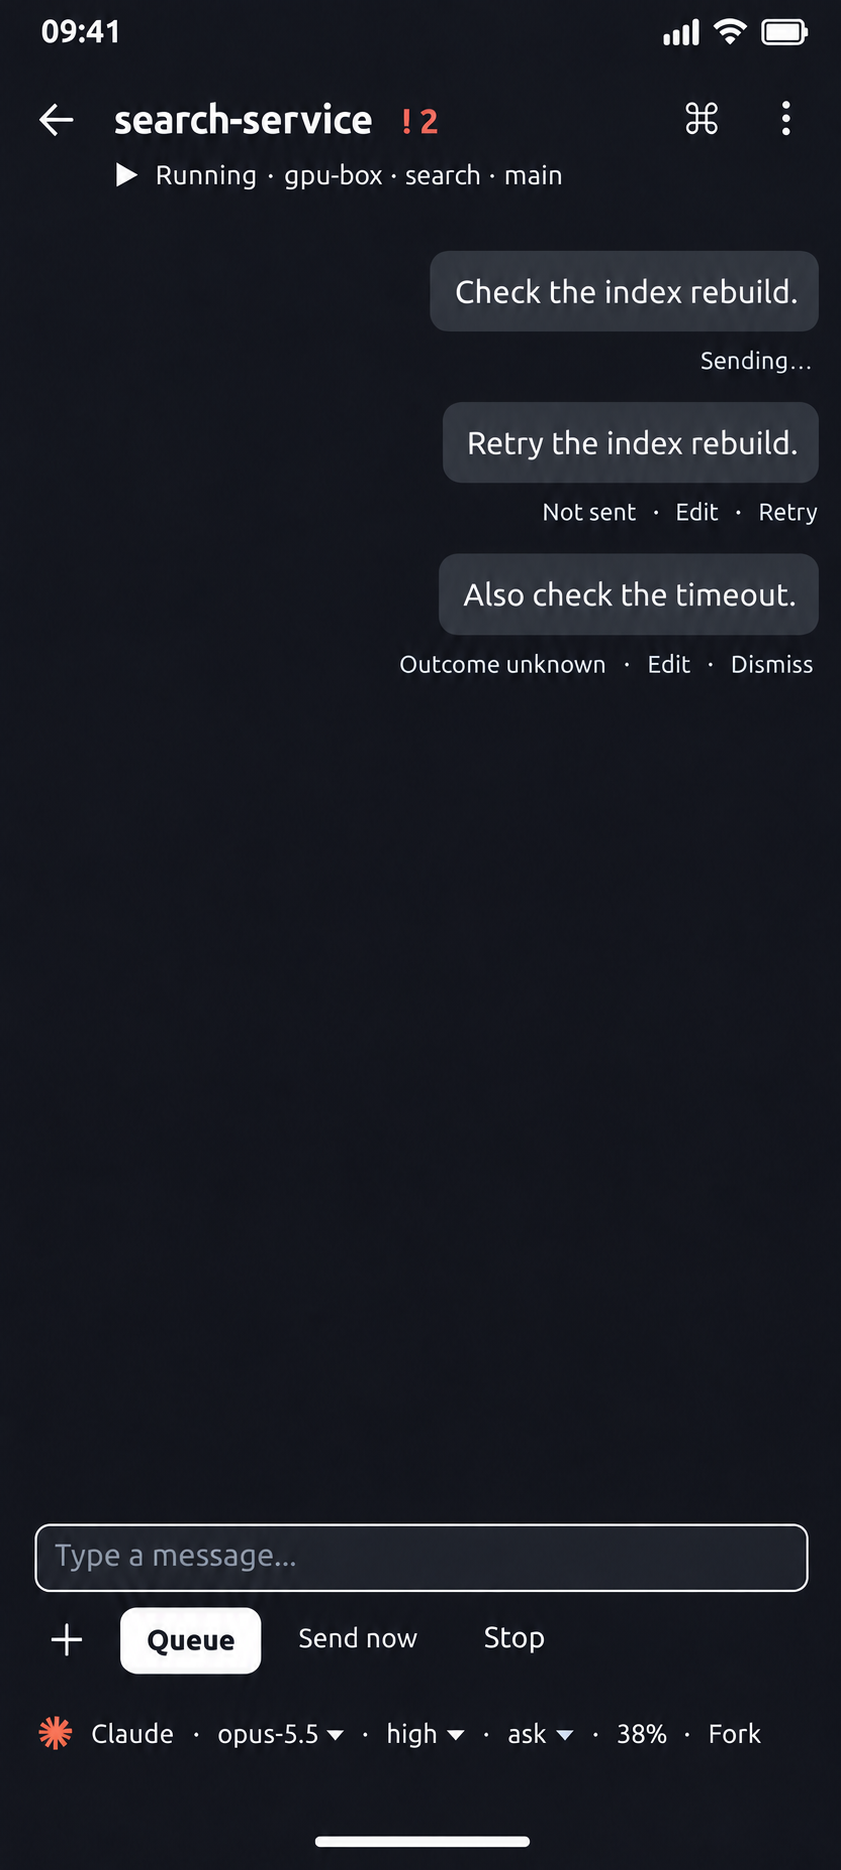 09:41
search-service ! 2
Running · gpu-box · search · main
Check the index rebuild.
Sending...
Retry the index rebuild.
Not sent · Edit · Retry
Also check the timeout.
Outcome unknown · Edit · Dismiss
Type a message...
Queue Send now Stop
Claude · opus-5.5 · high · ask · 38% · Fork